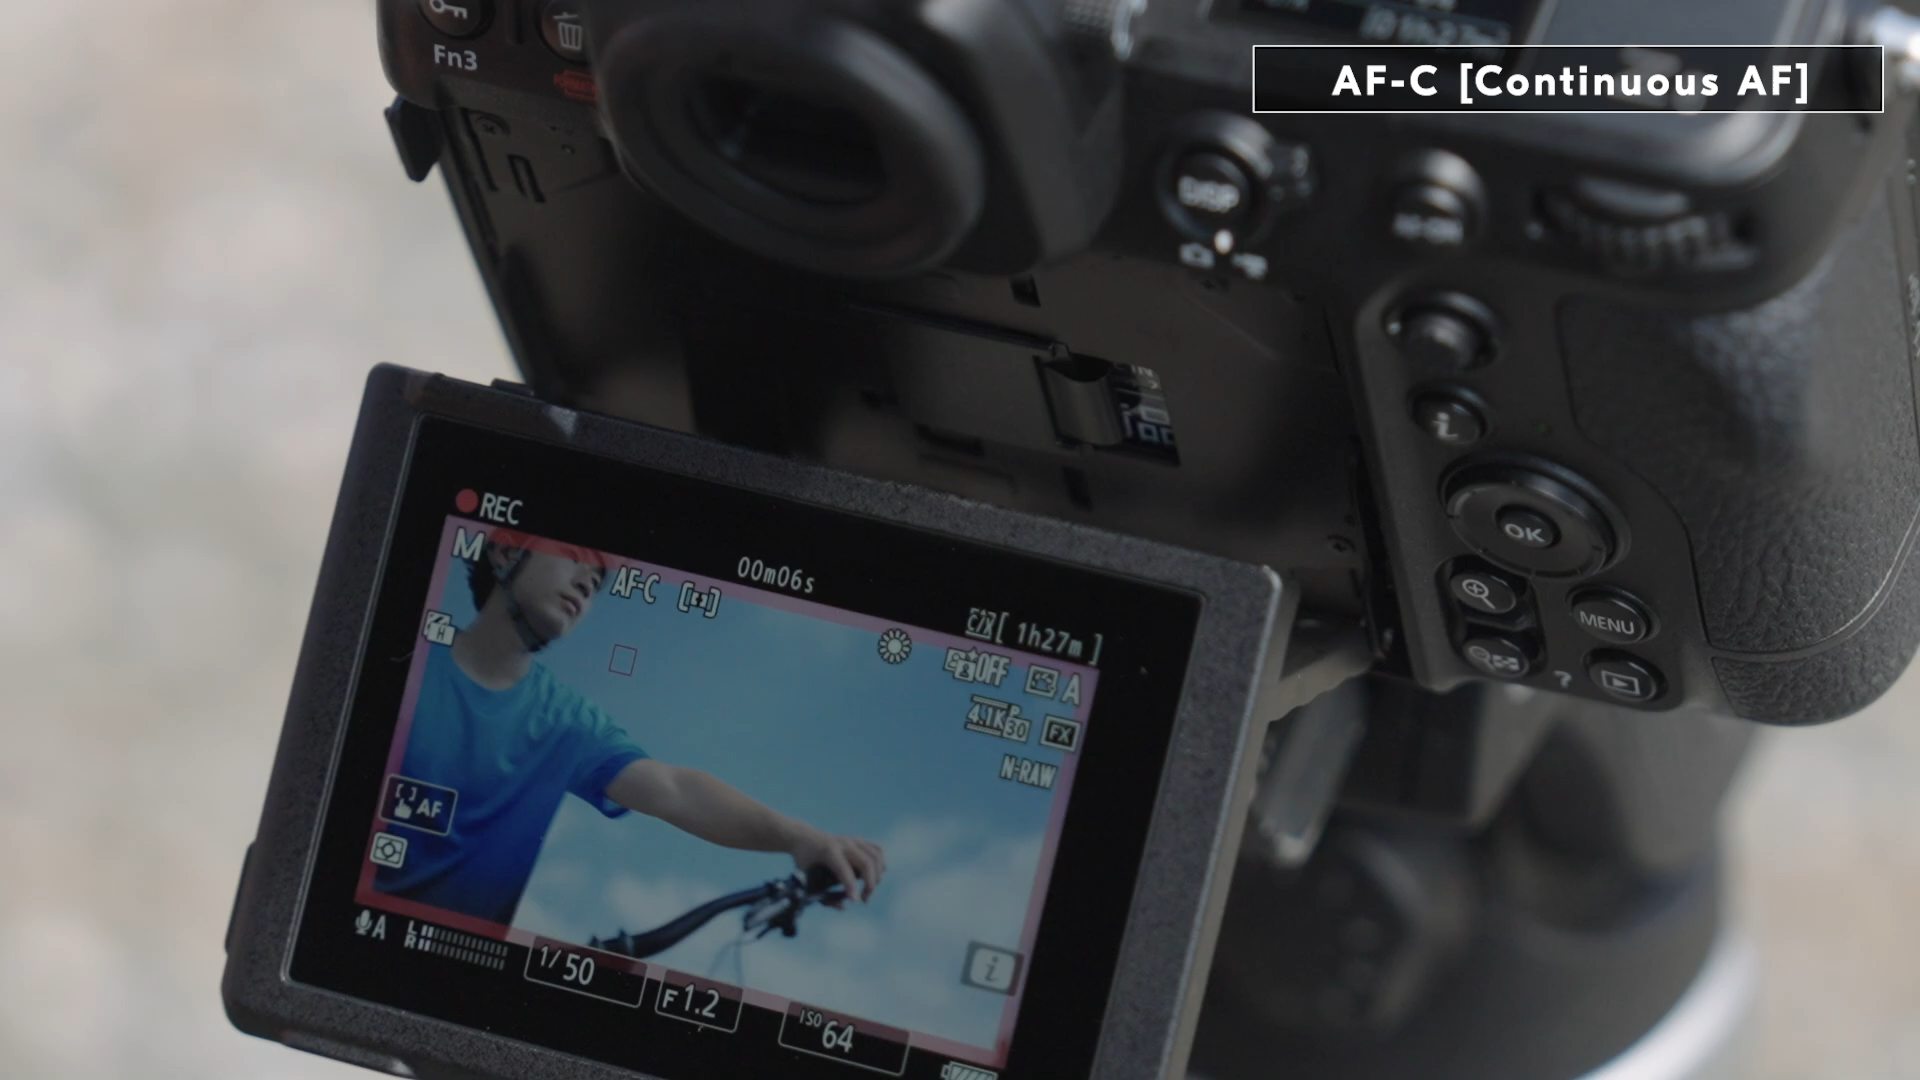 AF-C [Continuous AF]
Fn3
DISP
OK
MENU
?
REC
M
00m06s
AF-C
[1h27m]
H
OFF
A
4.1K P 30
FX
N-RAW
AF
i
A
L
R
1/50
F1.2
ISO 64
i